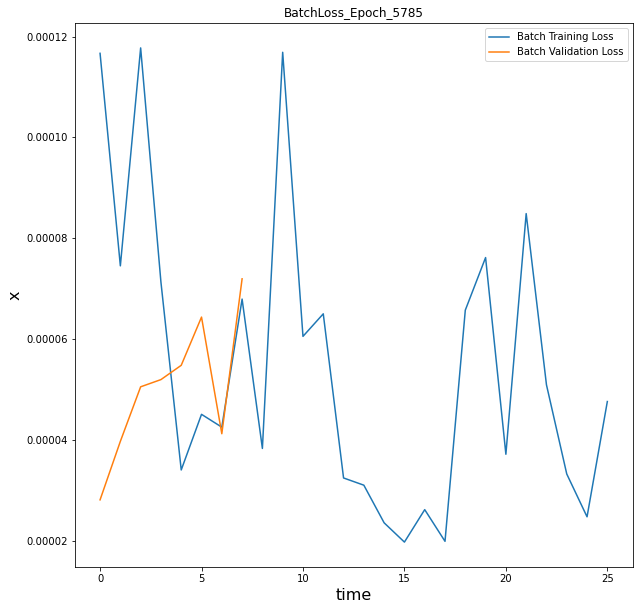 BatchLoss_Epoch_5785
Batch Training Loss
Batch Validation Loss
0.00012
0.00010
0.00008
0.00006
0.00004
0.00002
x
0 5 10 15 20 25
time